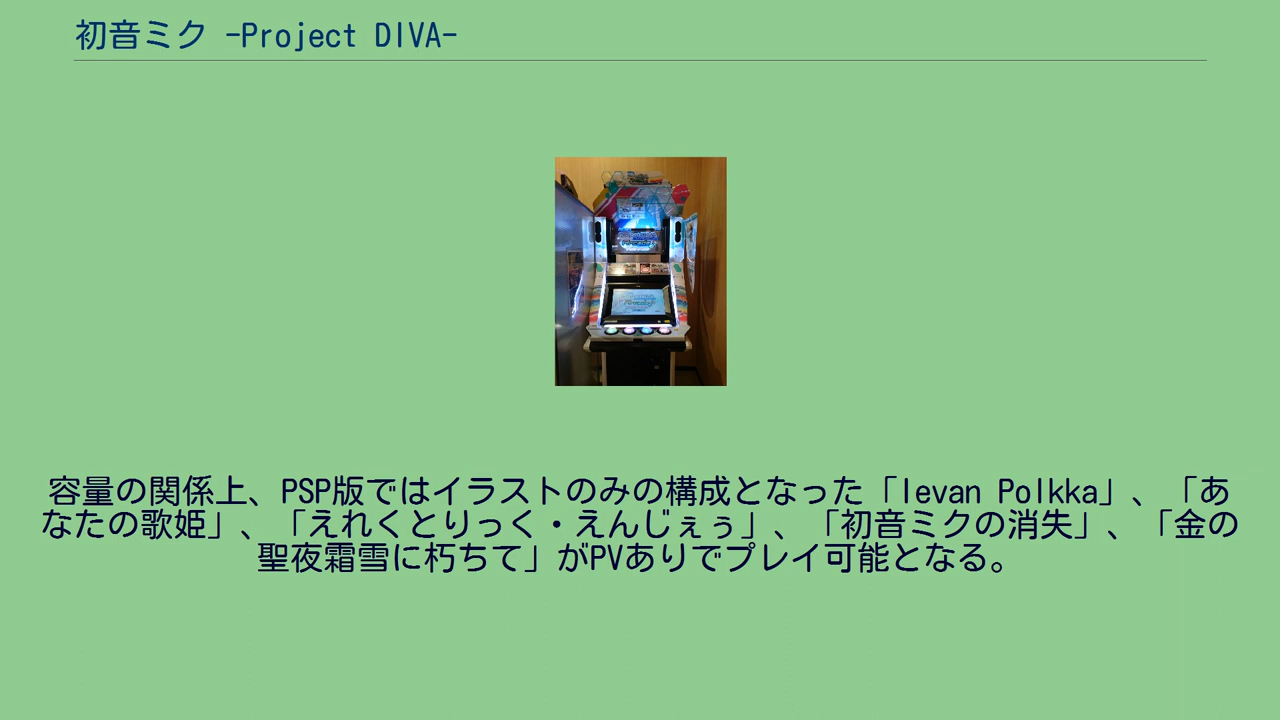 初音ミク -Project DIVA-
容量の関係上、PSP版ではイラストのみの構成となった「Ievan Polkka」、「あ
なたの歌姫」、「えれくとりっく・えんじぇぅ」、「初音ミクの消失」、「金の
聖夜霜雪に朽ちて」がPVありでプレイ可能となる。